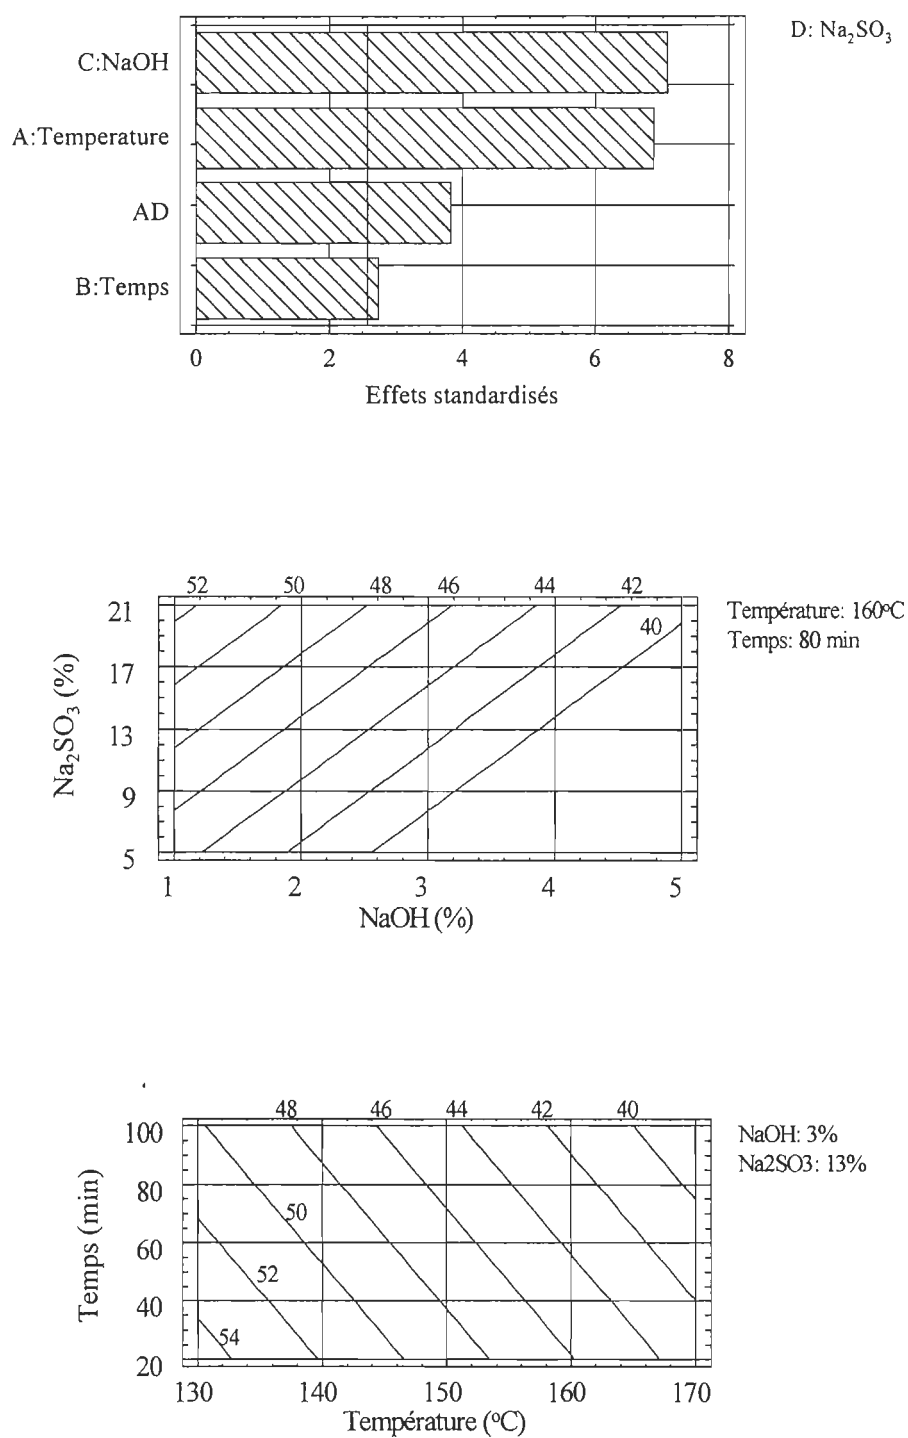 D: Na₂SO₃
C:NaOH
A:Temperature
AD
B:Temps
0 2 4 6 8
Effets standardisés
52 50 48 46 44 42
Température: 160°C
Temps: 80 min
40
21
17
13
9
5
Na₂SO₃ (%)
1 2 3 4 5
NaOH (%)
48 46 44 42 40
NaOH: 3%
Na2SO3: 13%
100
80
60
40
20
Temps (min)
50
52
54
130 140 150 160 170
Température (°C)